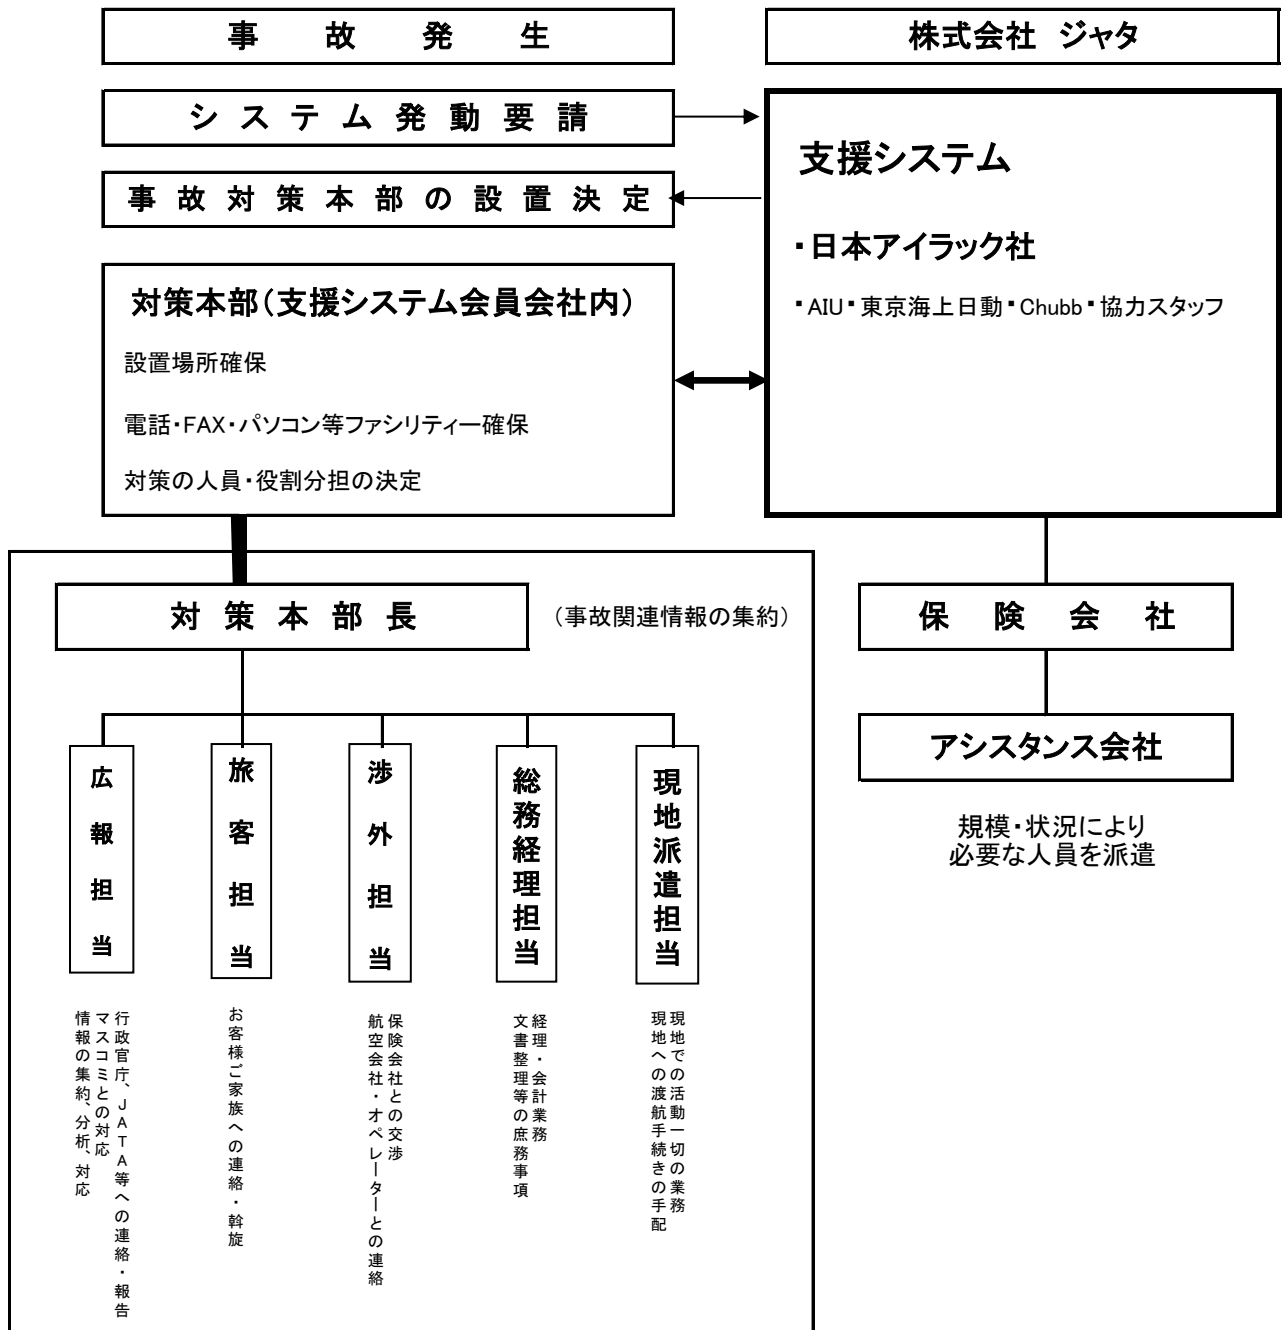 事故発生
株式会社 ジャタ
システム発動要請
事故対策本部の設置決定
支援システム
・日本アイラック社
・AIU・東京海上日動・Chubb・協力スタッフ
対策本部（支援システム会員会社内）
設置場所確保
電話・FAX・パソコン等ファシリティー確保
対策の人員・役割分担の決定
対策本部長
（事故関連情報の集約）
保険会社
アシスタンス会社
規模・状況により
必要な人員を派遣
広報担当
行政官庁、JATA等への連絡・報告
マスコミとの対応
情報の集約、分析、対応
旅客担当
お客様ご家族への連絡・斡旋
渉外担当
保険会社との交渉
航空会社・オペレーターとの連絡
総務経理担当
経理・会計業務
文書整理等の庶務事項
現地派遣担当
現地での活動一切の業務
現地への渡航手続きの手配